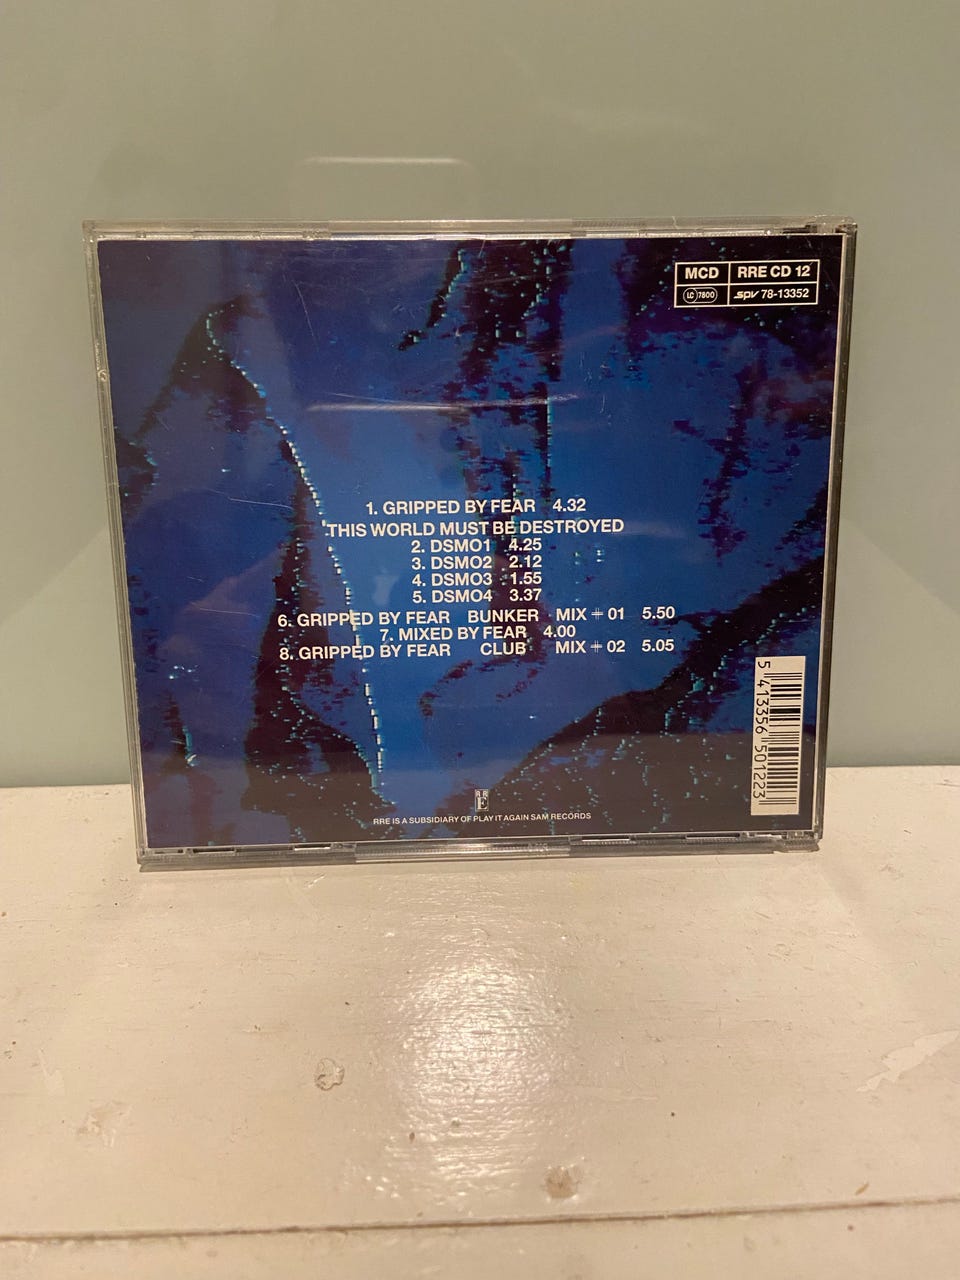 MCD RRE CD 12
LC 7800 spv 78-13352
1. GRIPPED BY FEAR 4.32
THIS WORLD MUST BE DESTROYED
2. DSMO1 4.25
3. DSMO2 2.12
4. DSMO3 1.55
5. DSMO4 3.37
6. GRIPPED BY FEAR BUNKER MIX # 01 5.50
7. MIXED BY FEAR 4.00
8. GRIPPED BY FEAR CLUB MIX # 02 5.05
5 413356 501223
RRE
RRE IS A SUBSIDIARY OF PLAY IT AGAIN SAM RECORDS